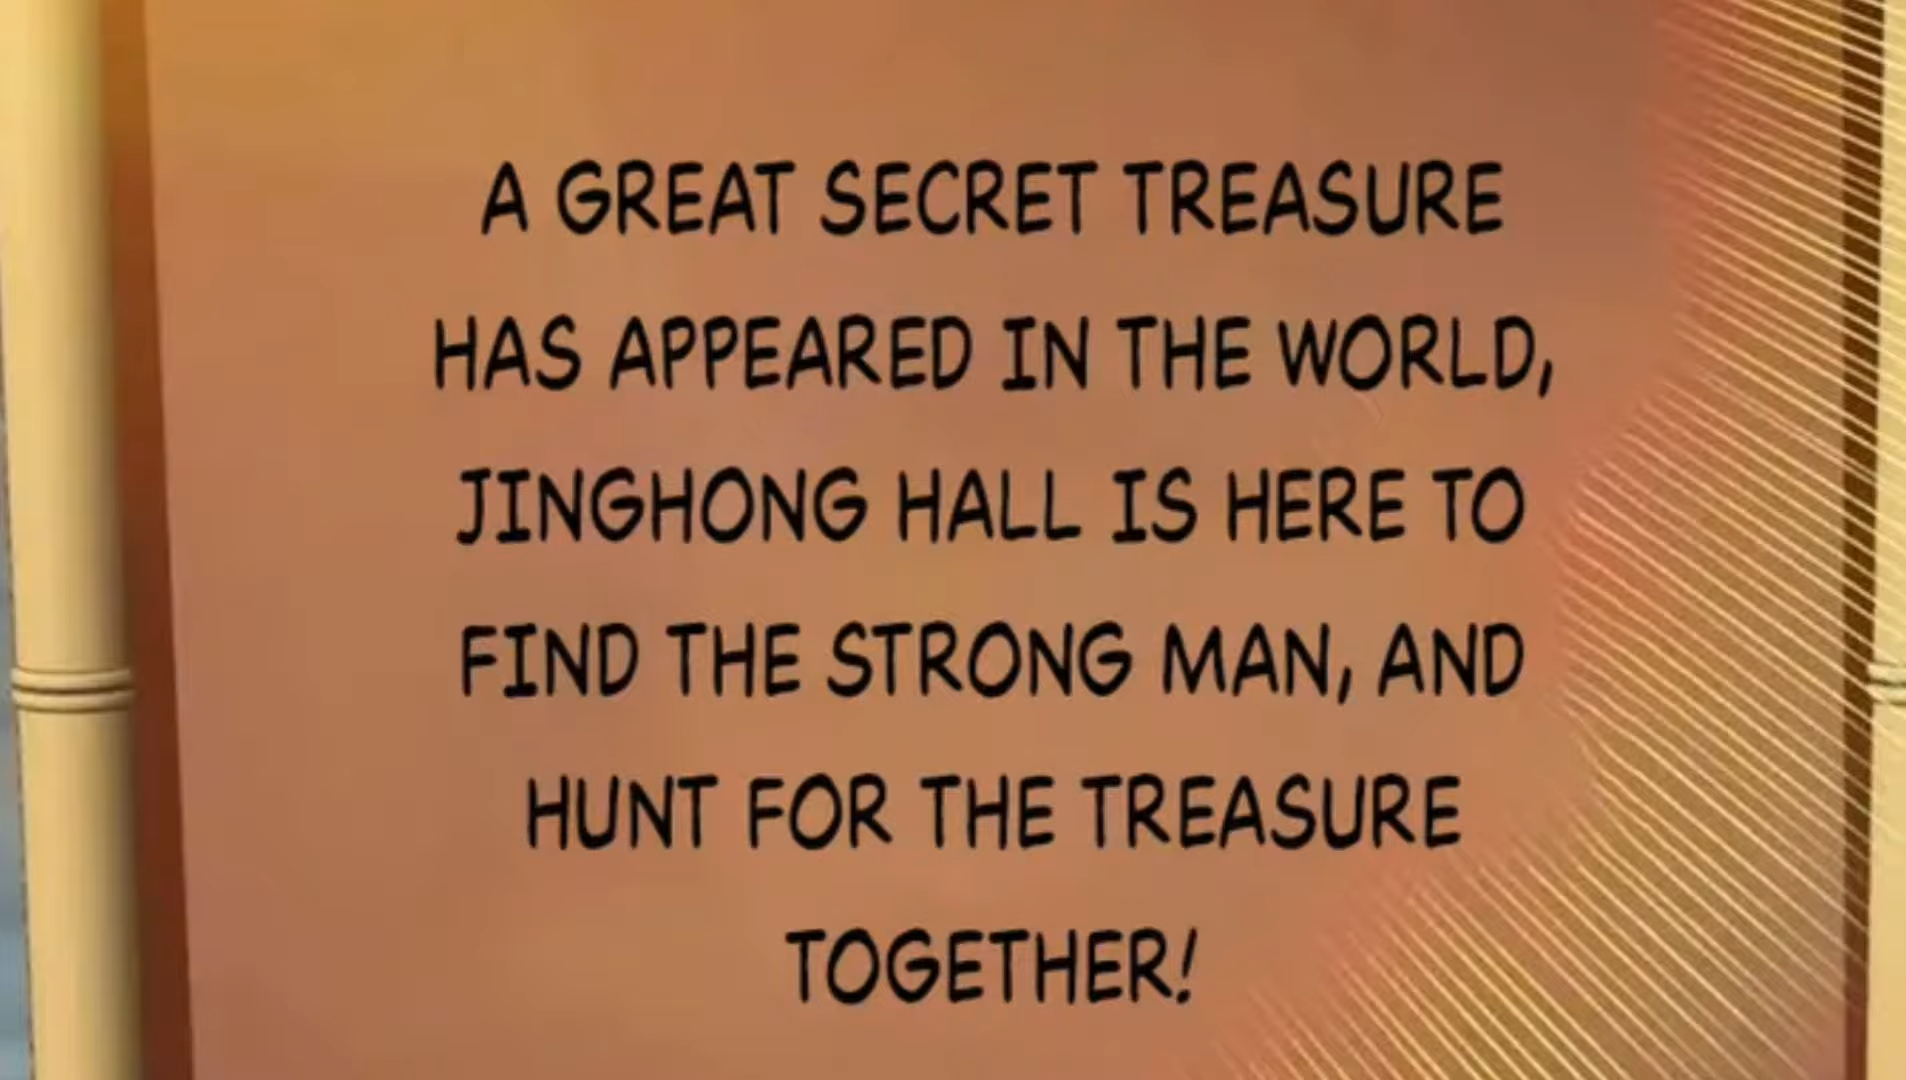 A GREAT SECRET TREASURE
HAS APPEARED IN THE WORLD,
JINGHONG HALL IS HERE TO
FIND THE STRONG MAN, AND
HUNT FOR THE TREASURE
TOGETHER!